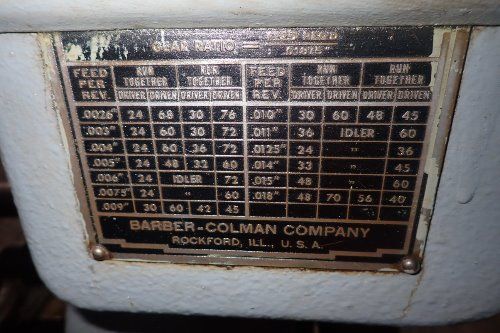 GEAR RATIO =
FEED PER REV. RUN TOGETHER RUN TOGETHER FEED PER REV. RUN TOGETHER RUN TOGETHER
DRIVER DRIVEN DRIVER DRIVEN DRIVER DRIVEN DRIVER DRIVEN
.0026" 24 68 30 76 .010" 30 60 48 45
.003" 24 60 30 72 .011" 36 IDLER 60
.004" 24 60 36 72 .0125" 24 " 36
.005" 24 48 32 60 .014" 33 " 45
.006" 24 IDLER 72 .015" 48 " 60
.0075" 24 " 60 .018" 48 70 56 40
.009" 30 60 42 45
BARBER-COLMAN COMPANY
ROCKFORD, ILL., U.S.A.